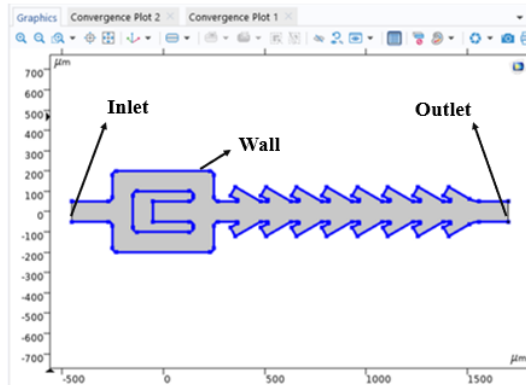 Graphics Convergence Plot 2 Convergence Plot 1
µm
700
600
500
400
300
200
100
0
-100
-200
-300
-400
-500
-600
-700
Inlet
Outlet
Wall
-500 0 500 1000 1500
µm